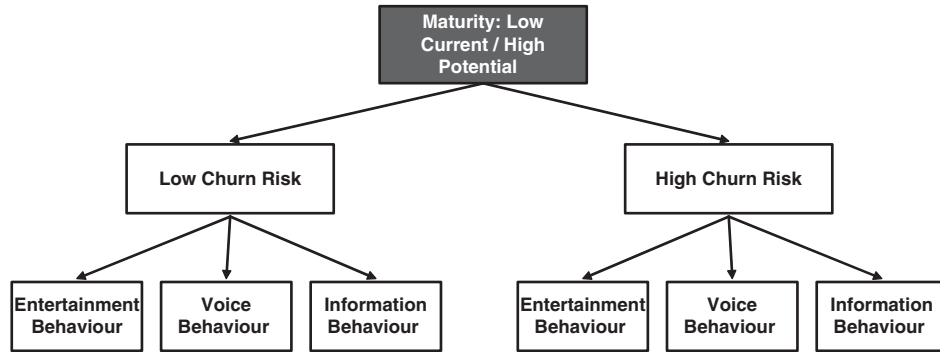 Maturity: Low
Current / High
Potential
Low Churn Risk
High Churn Risk
Entertainment
Behaviour
Voice
Behaviour
Information
Behaviour
Entertainment
Behaviour
Voice
Behaviour
Information
Behaviour